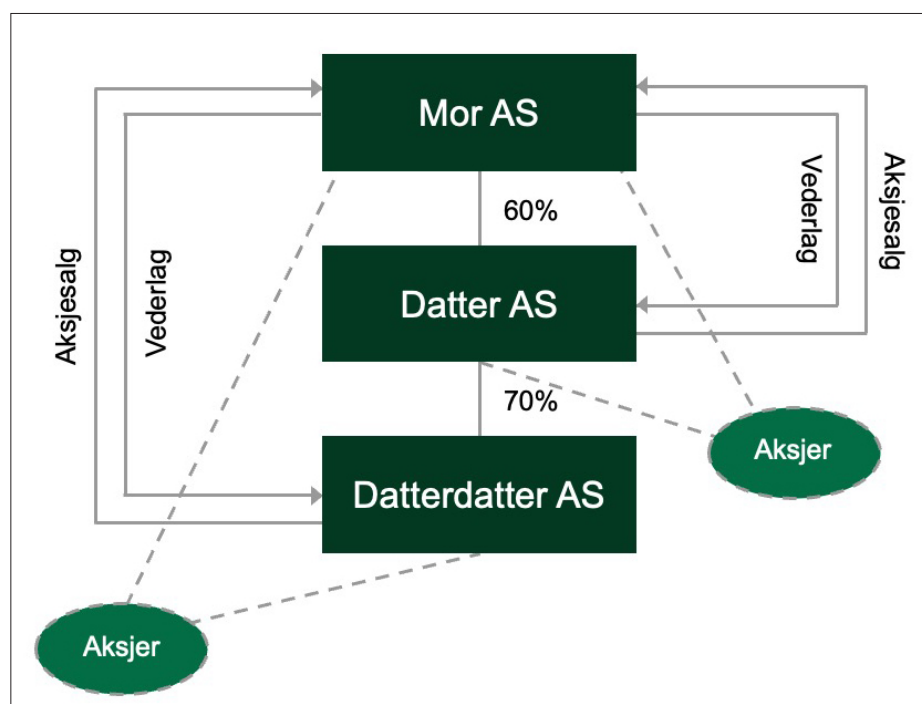 Mor AS
60%
Datter AS
70%
Datterdatter AS
Aksjesalg
Vederlag
Vederlag
Aksjesalg
Aksjer
Aksjer